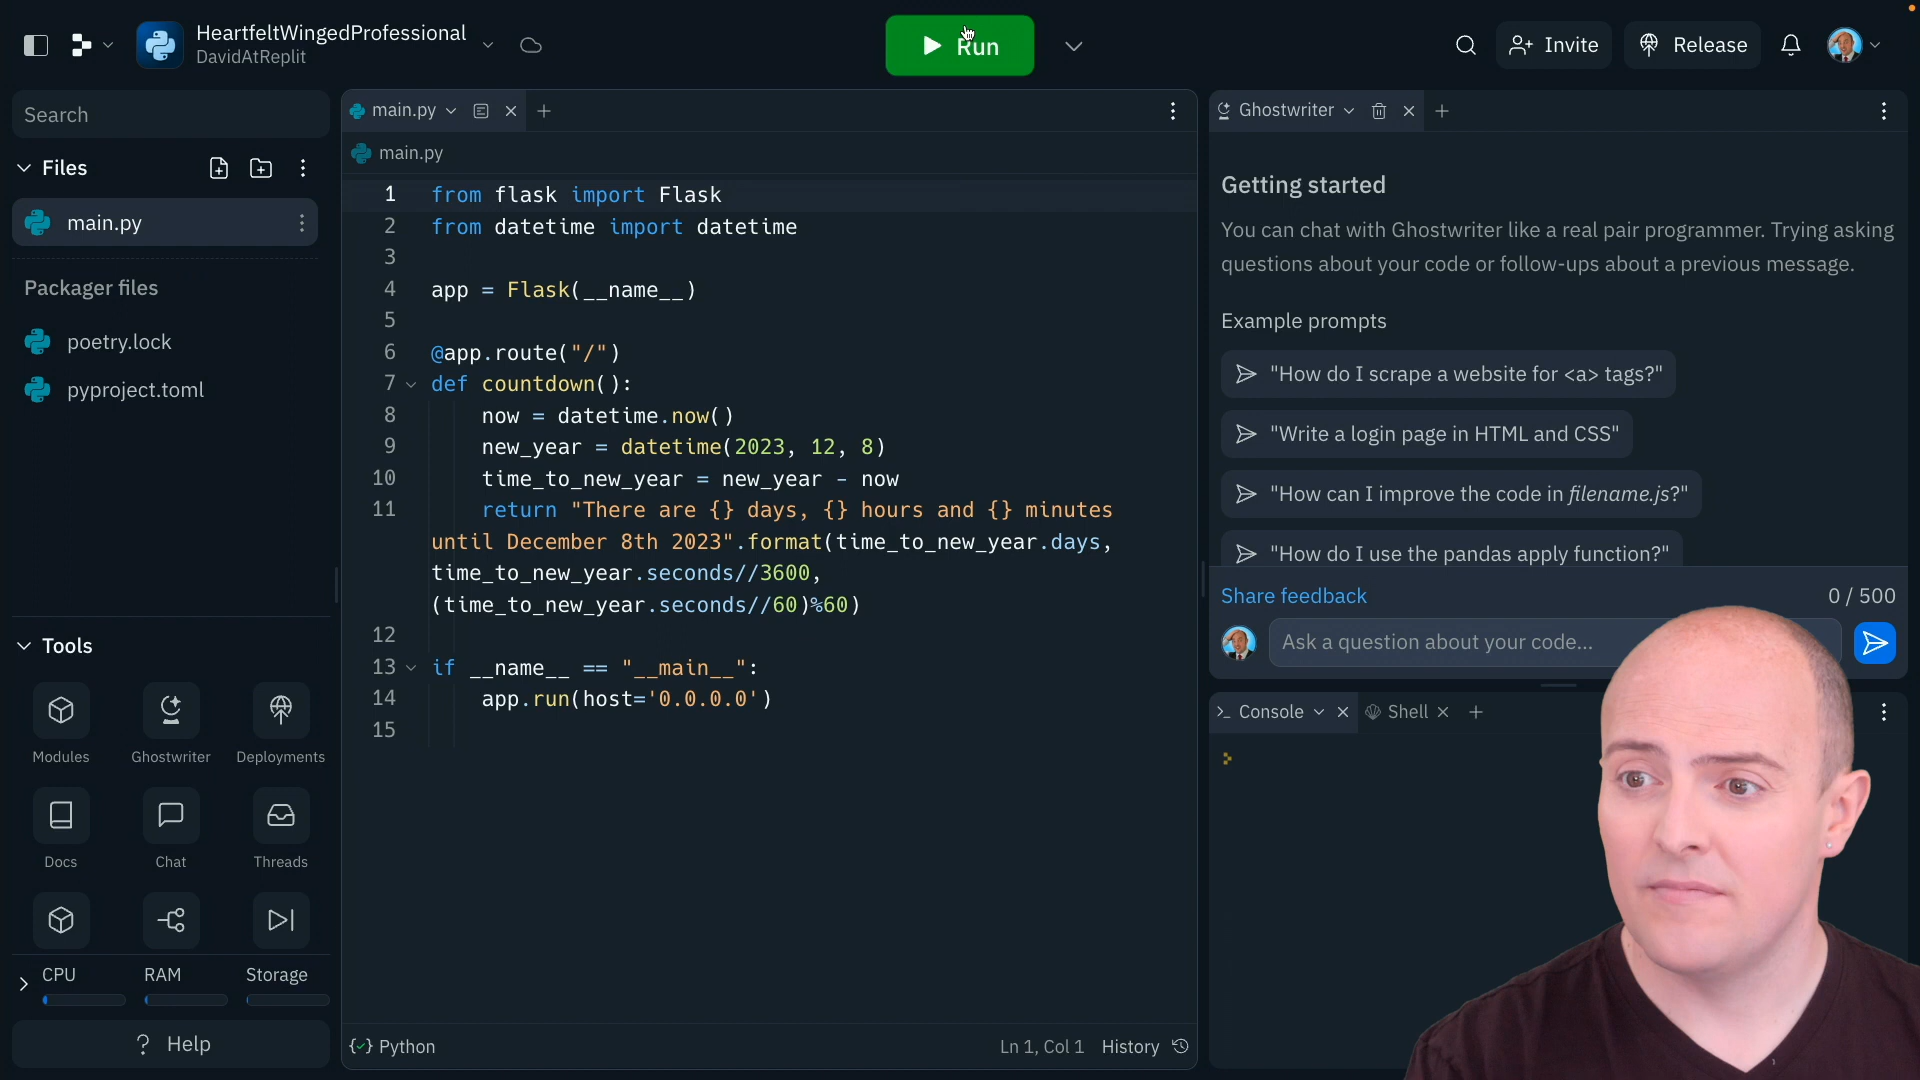 HeartfeltWingedProfessional
DavidAtReplit
Run
Invite
Release
Search
Files
main.py
Packager files
poetry.lock
pyproject.toml
Tools
Modules
Ghostwriter
Deployments
Docs
Chat
Threads
CPU
RAM
Storage
? Help
main.py
main.py
1 from flask import Flask
2 from datetime import datetime
3
4 app = Flask(__name__)
5
6 @app.route("/")
7 def countdown():
8 now = datetime.now()
9 new_year = datetime(2023, 12, 8)
10 time_to_new_year = new_year - now
11 return "There are {} days, {} hours and {} minutes
until December 8th 2023".format(time_to_new_year.days,
time_to_new_year.seconds//3600,
(time_to_new_year.seconds//60)%60)
12
13 if __name__ == "__main__":
14 app.run(host='0.0.0.0')
15
Python
Ln 1, Col 1 History
Ghostwriter
Getting started
You can chat with Ghostwriter like a real pair programmer. Trying asking
questions about your code or follow-ups about a previous message.
Example prompts
"How do I scrape a website for <a> tags?"
"Write a login page in HTML and CSS"
"How can I improve the code in filename.js?"
"How do I use the pandas apply function?"
Share feedback
0 / 500
Ask a question about your code...
Console
Shell